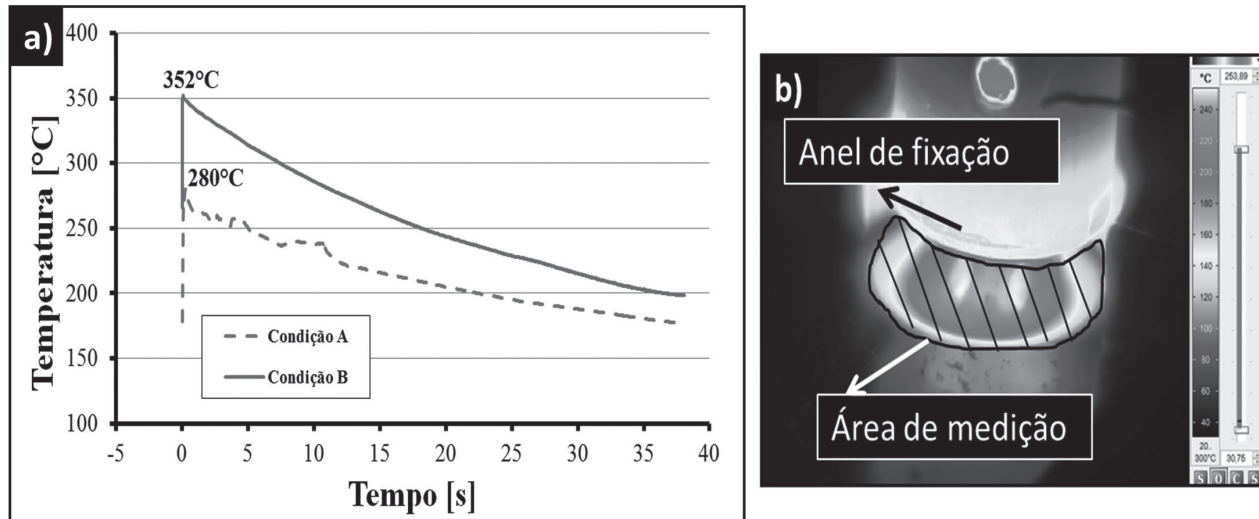 a)
400
350
300
250
200
150
100
352°C
280°C
Condição A
Condição B
-5 0 5 10 15 20 25 30 35 40
Temperatura [°C]
Tempo [s]
b)
Anel de fixação
Área de medição
°C 253,89
240
220
200
180
160
140
120
100
80
60
40
20..
300°C 30,75
S O C S